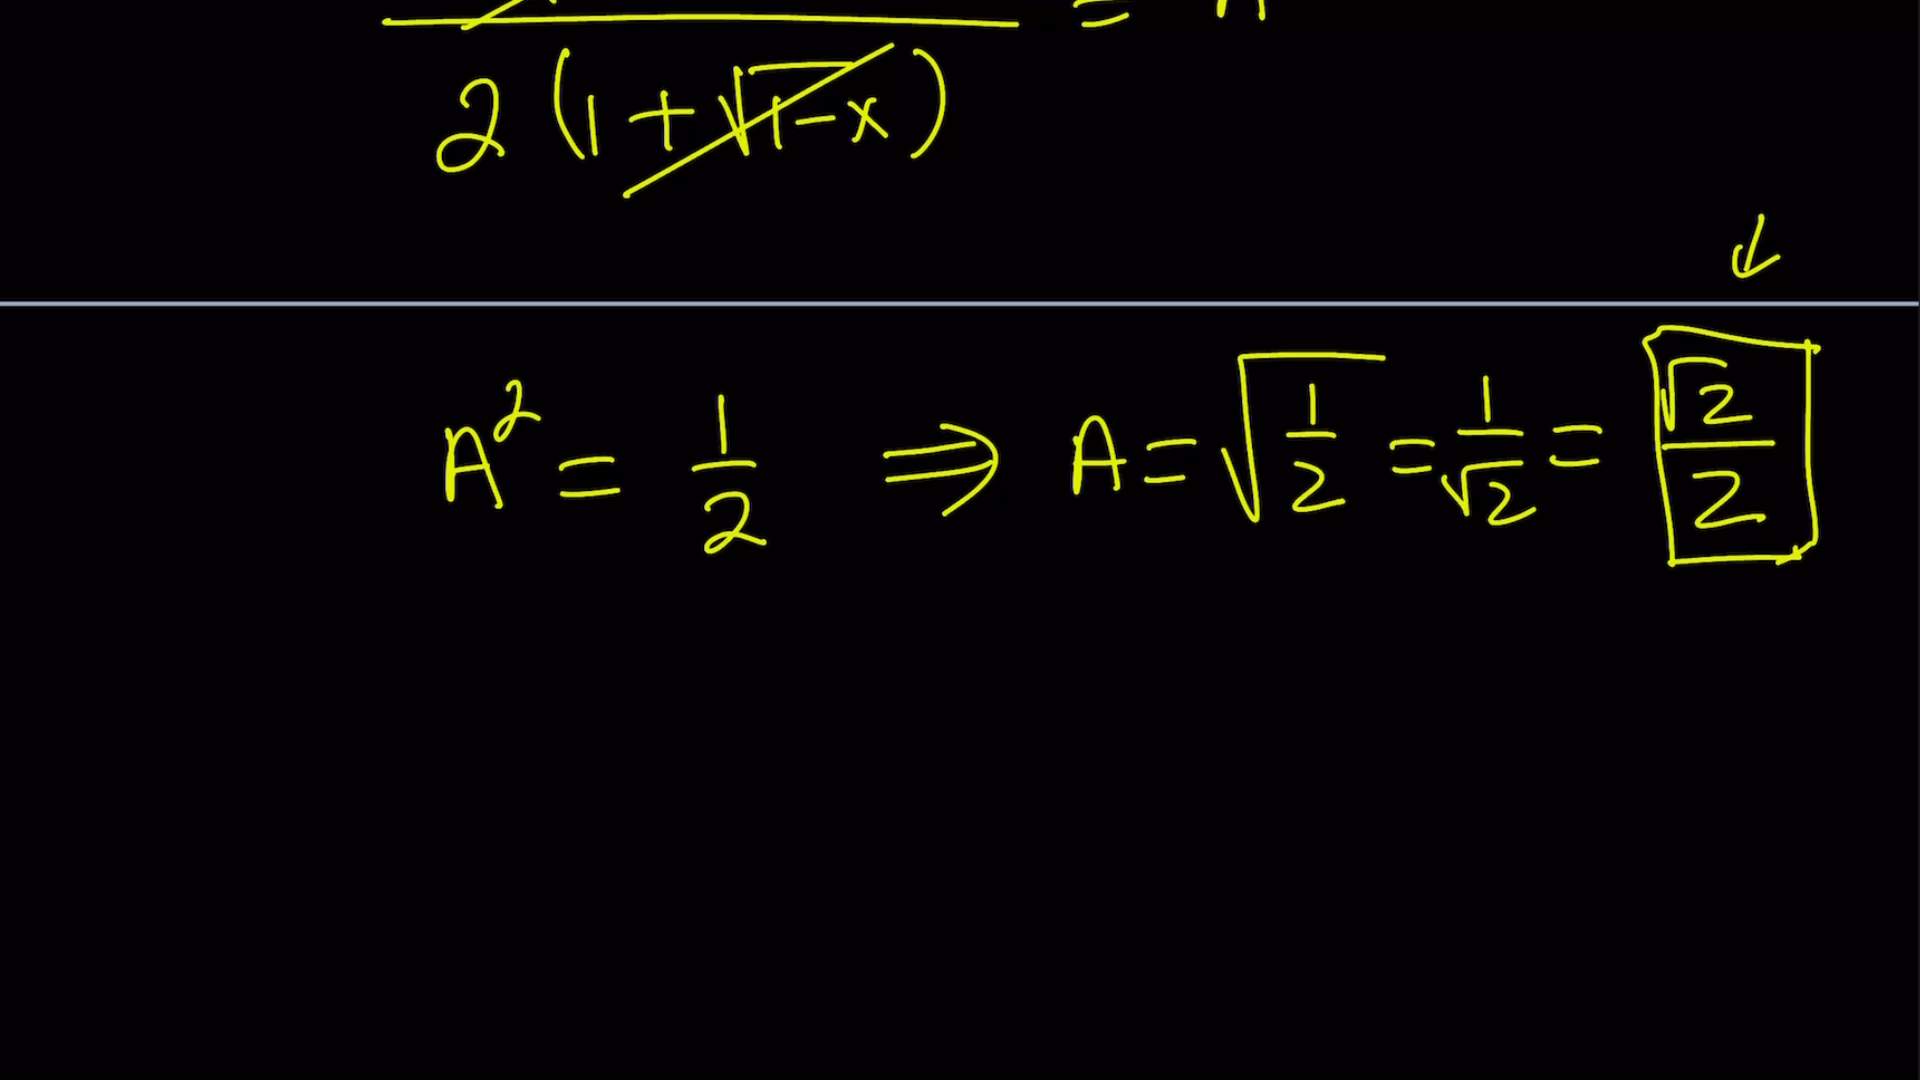 =
2 (1 + √1-x)
↓
A² = 1/2 ⇒ A = √(1/2) = 1/√2 = √2/2